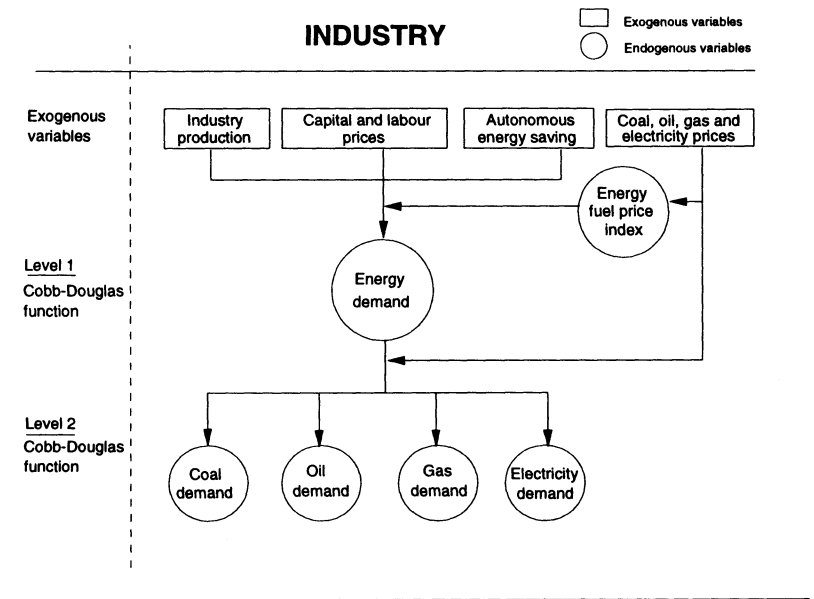 INDUSTRY
Exogenous variables
Endogenous variables
Exogenous
variables
Industry
production
Capital and labour
prices
Autonomous
energy saving
Coal, oil, gas and
electricity prices
Energy
fuel price
index
Level 1
Cobb-Douglas
function
Energy
demand
Level 2
Cobb-Douglas
function
Coal
demand
Oil
demand
Gas
demand
Electricity
demand